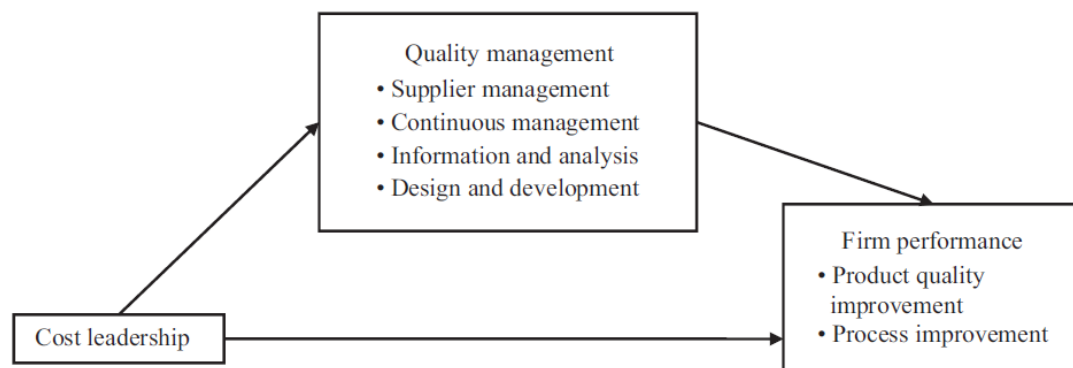 Quality management
• Supplier management
• Continuous management
• Information and analysis
• Design and development
Firm performance
• Product quality
improvement
• Process improvement
Cost leadership